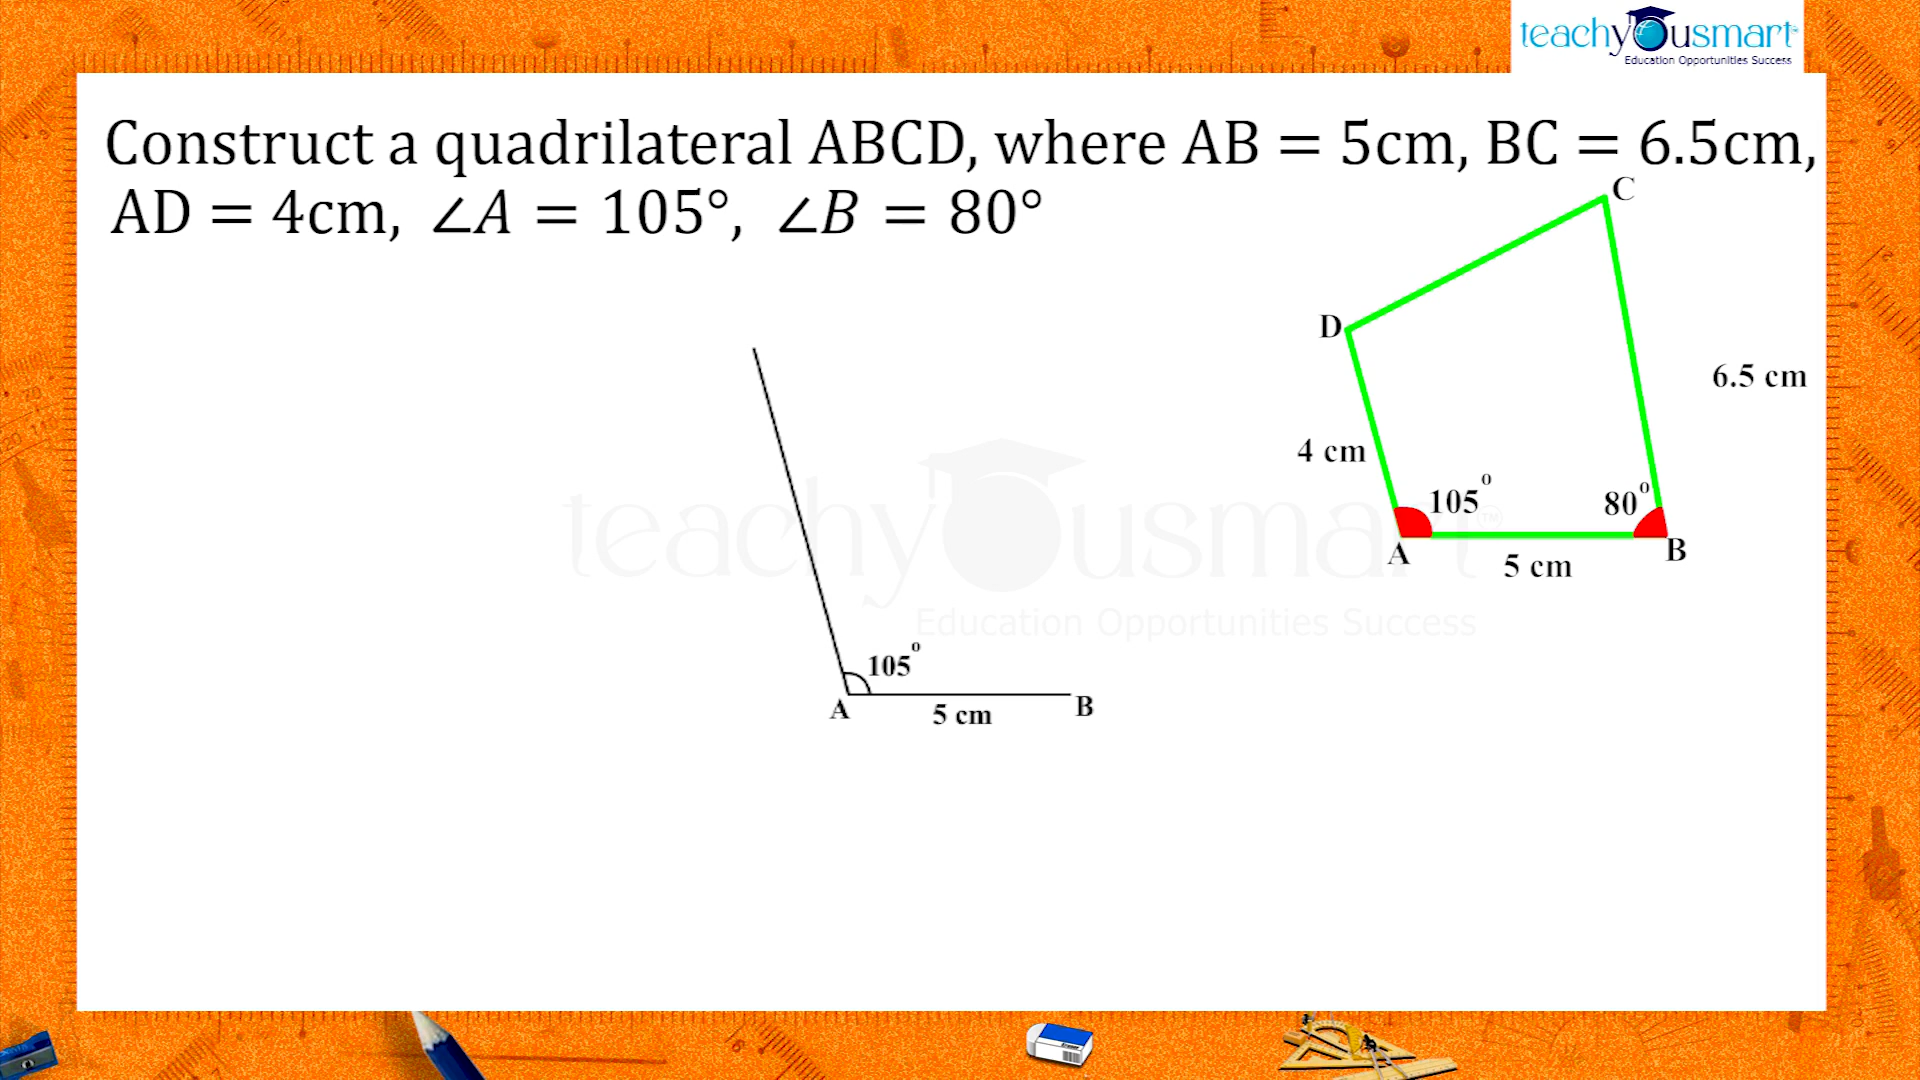 teachyousmart
Education Opportunities Success
Construct a quadrilateral ABCD, where AB = 5cm, BC = 6.5cm,
AD = 4cm, ∠A = 105°, ∠B = 80°
C
D
6.5 cm
4 cm
105°
80°
A
B
5 cm
teachyousmart™
Education Opportunities Success
105°
A
B
5 cm